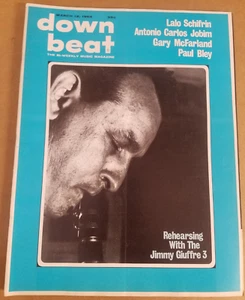 down
beat
THE BI-WEEKLY MUSIC MAGAZINE
Lalo Schifrin
Antonio Carlos Jobim
Gary McFarland
Paul Bley
Rehearsing
With The
Jimmy Giuffre 3